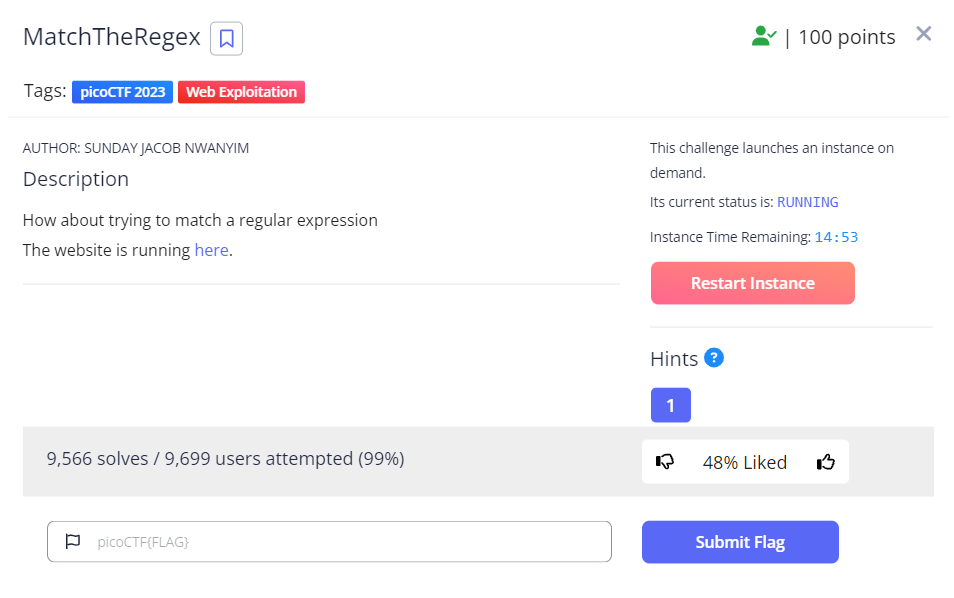 MatchTheRegex
| 100 points
Tags: picoCTF 2023 Web Exploitation
AUTHOR: SUNDAY JACOB NWANYIM
Description
How about trying to match a regular expression
The website is running here.
This challenge launches an instance on
demand.
Its current status is: RUNNING
Instance Time Remaining: 14:53
Restart Instance
Hints ?
1
9,566 solves / 9,699 users attempted (99%)
48% Liked
picoCTF{FLAG}
Submit Flag